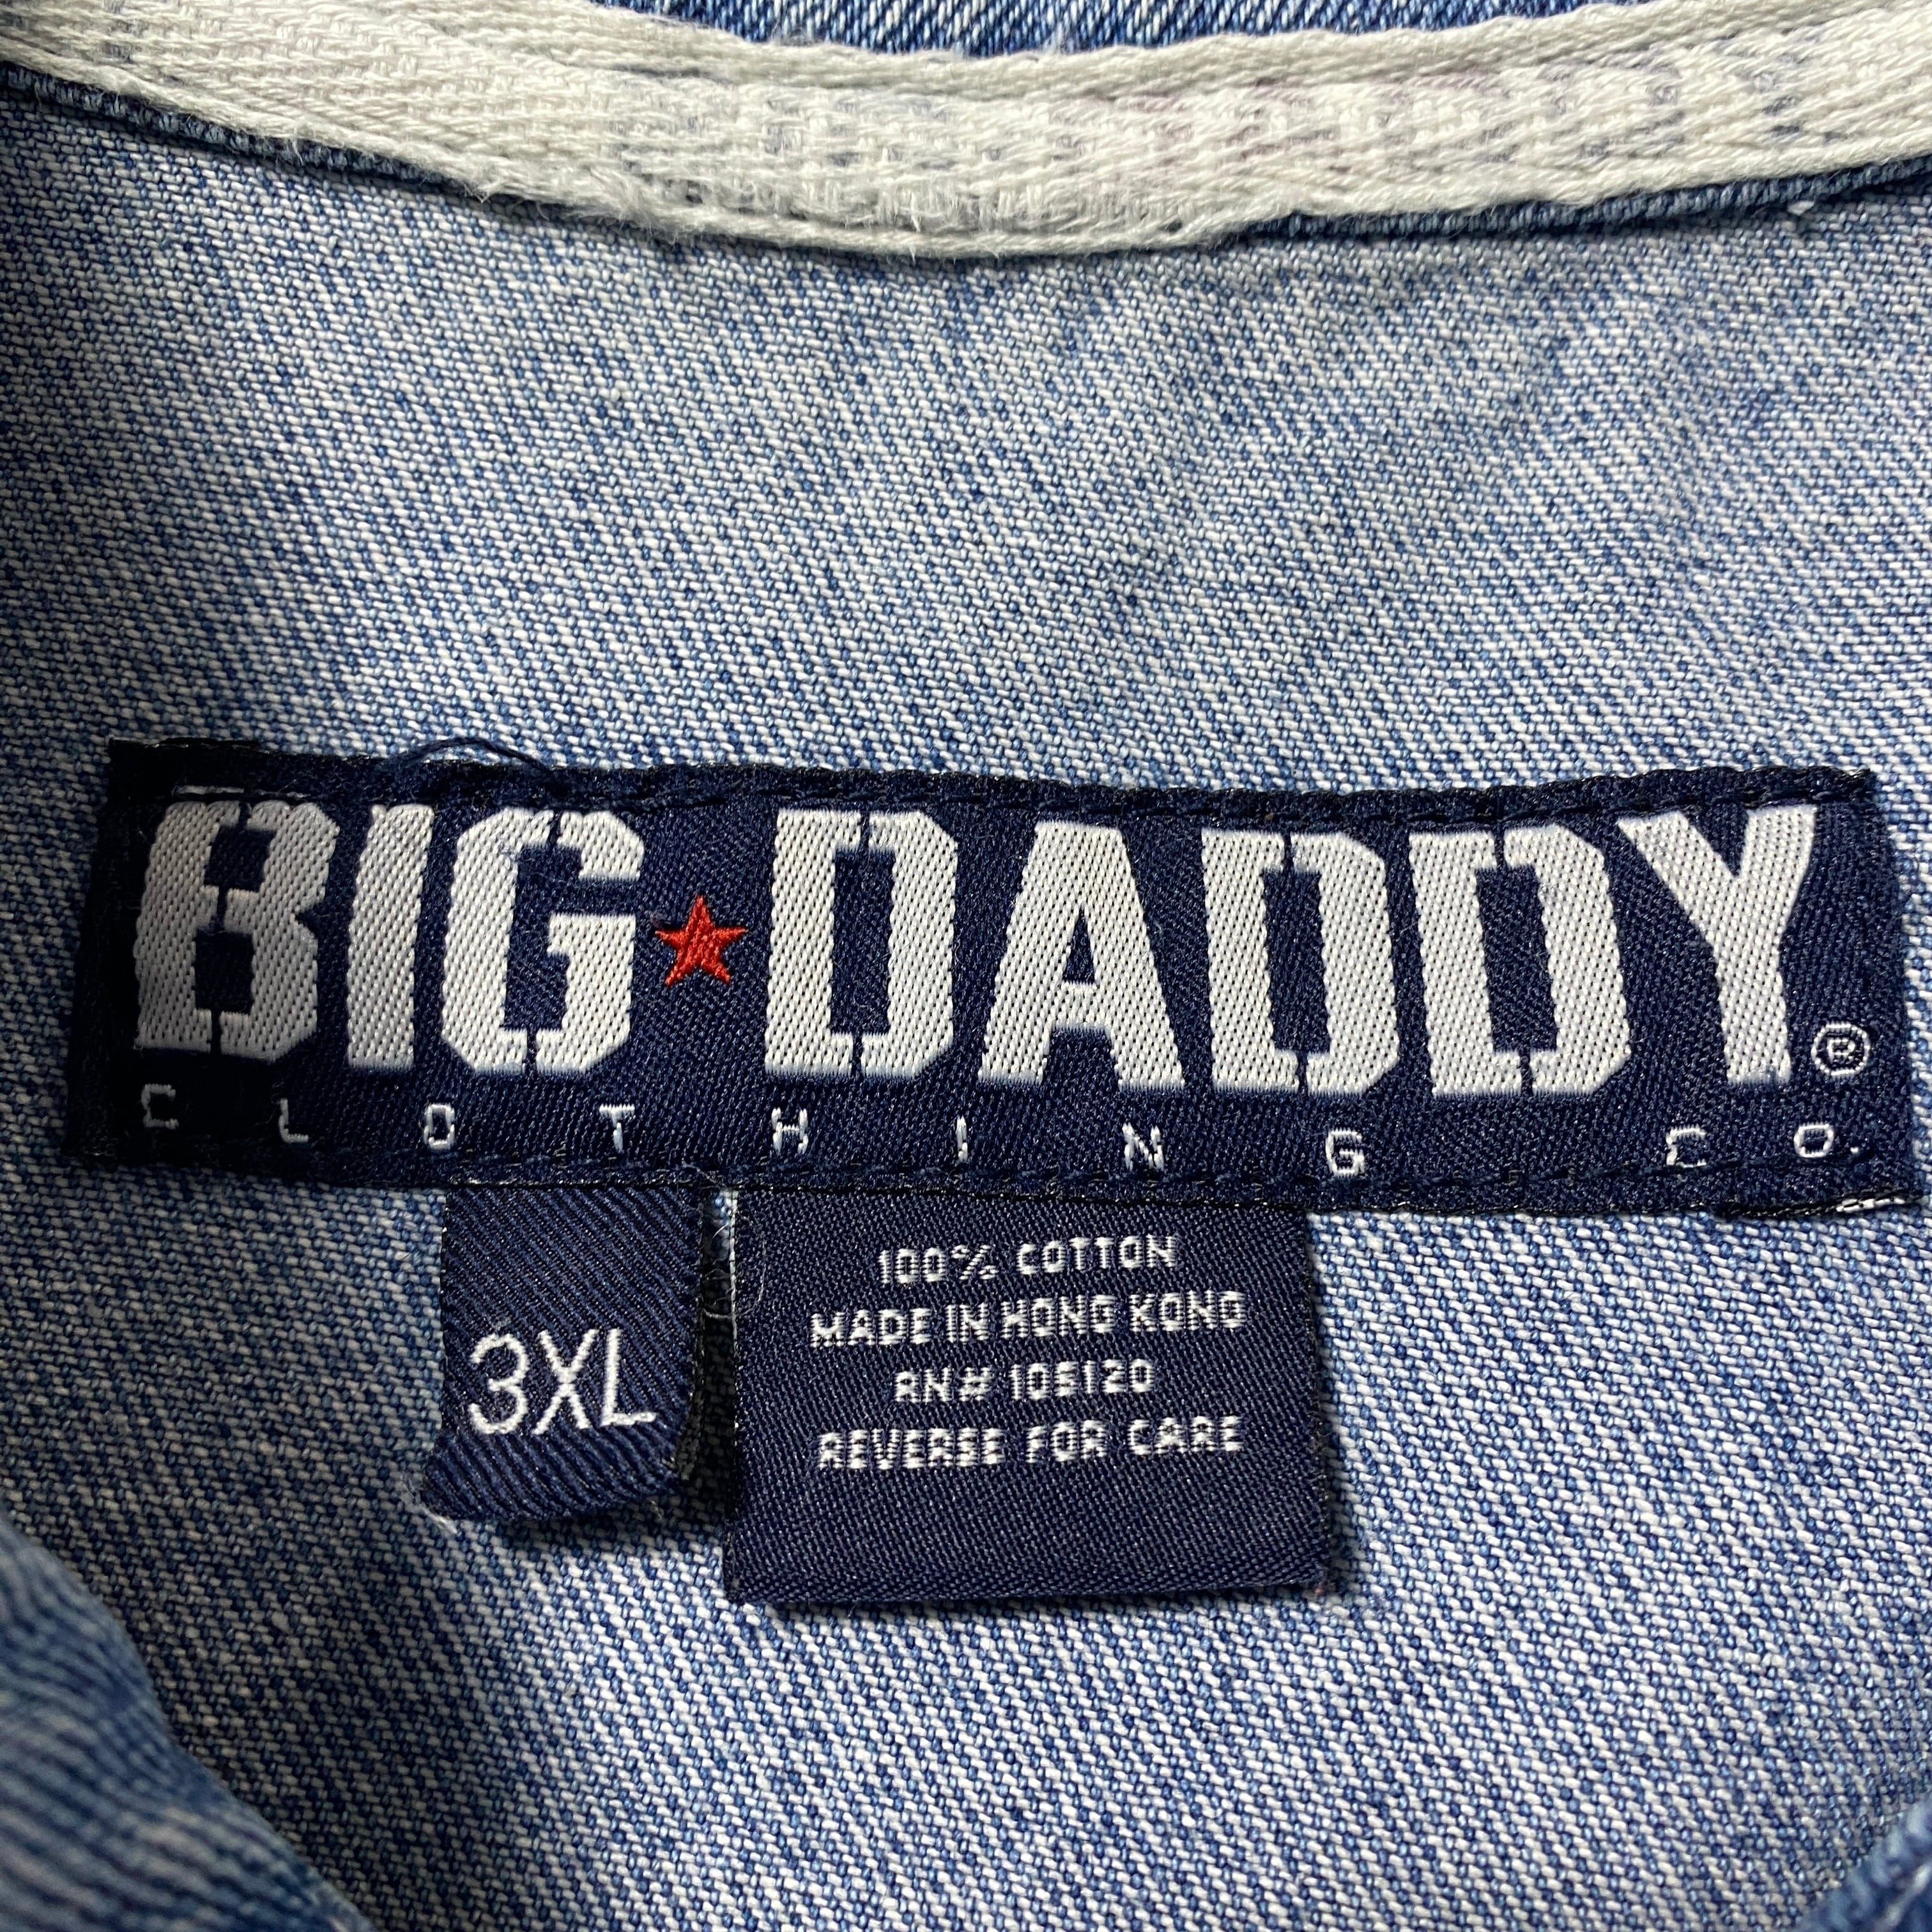 BIG★DADDY®
CLOTHING CO.
3XL
100% COTTON
MADE IN HONG KONG
RN# 105120
REVERSE FOR CARE